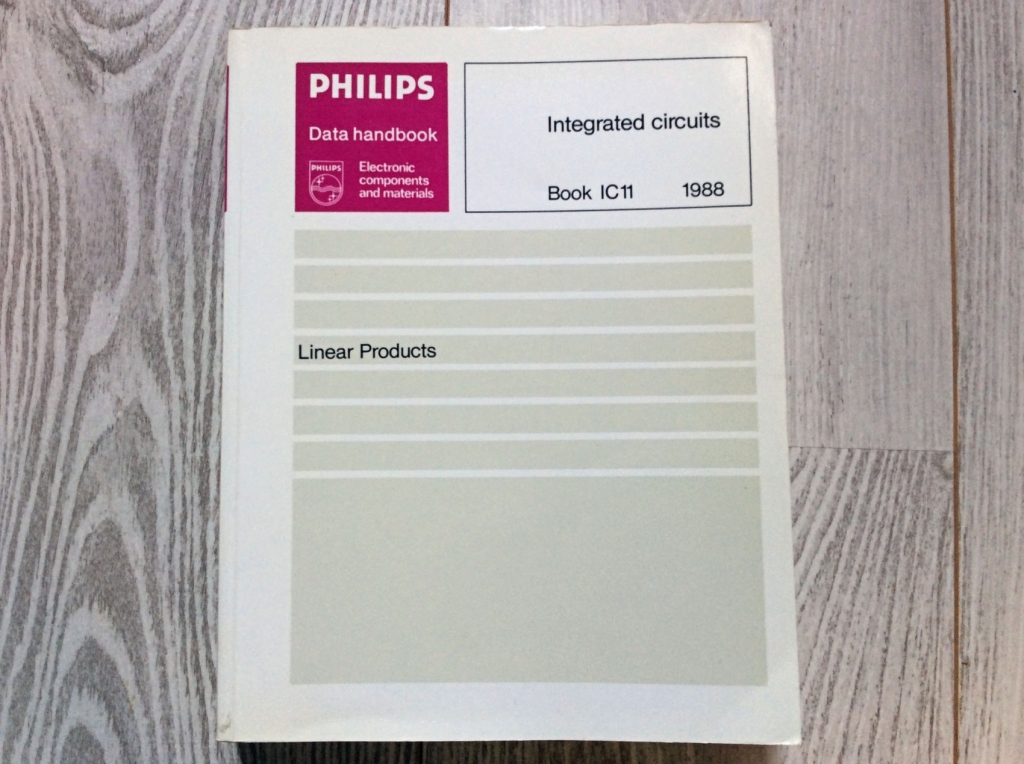 PHILIPS
Data handbook
PHILIPS
Electronic
components
and materials
Integrated circuits
Book IC11 1988
Linear Products